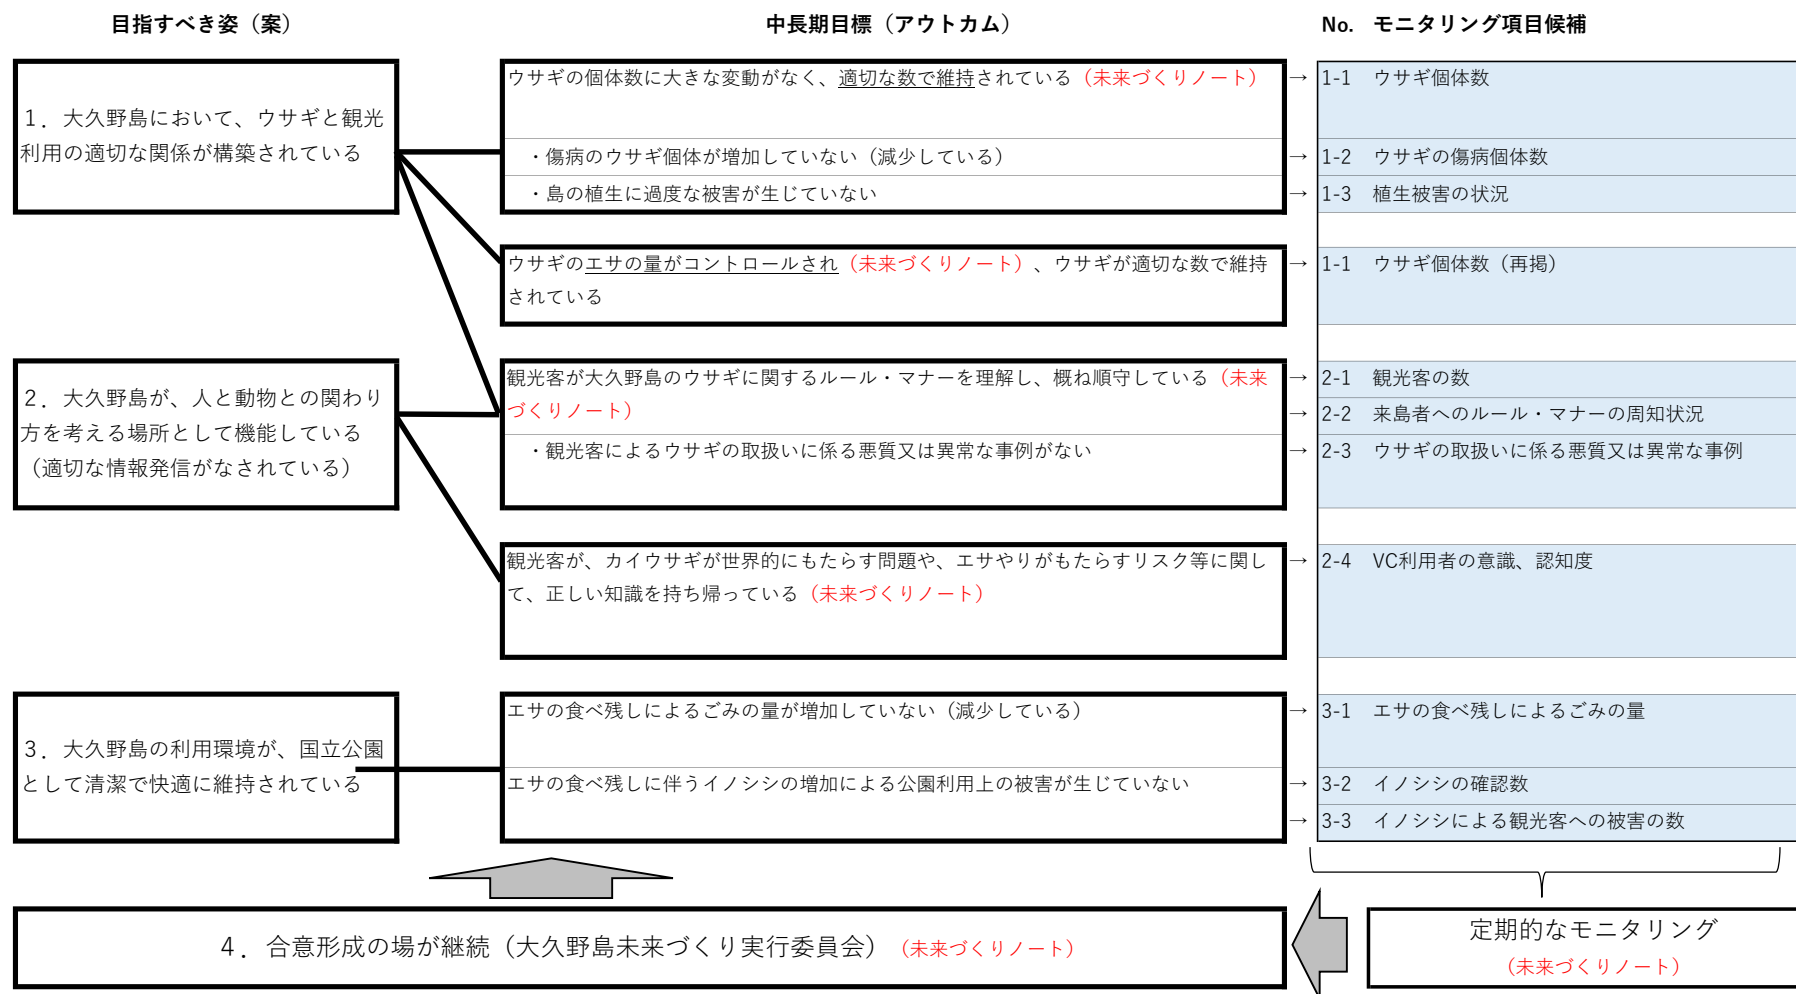 目指すべき姿（案）
中長期目標（アウトカム）
No. モニタリング項目候補
１．大久野島において、ウサギと観光
利用の適切な関係が構築されている
ウサギの個体数に大きな変動がなく、適切な数で維持されている（未来づくりノート）
→ 1-1 ウサギ個体数
・傷病のウサギ個体が増加していない（減少している）
→ 1-2 ウサギの傷病個体数
・島の植生に過度な被害が生じていない
→ 1-3 植生被害の状況
ウサギのエサの量がコントロールされ（未来づくりノート）、ウサギが適切な数で維持
されている
→ 1-1 ウサギ個体数（再掲）
２．大久野島が、人と動物との関わり
方を考える場所として機能している
（適切な情報発信がなされている）
観光客が大久野島のウサギに関するルール・マナーを理解し、概ね順守している（未来
づくりノート）
→ 2-1 観光客の数
→ 2-2 来島者へのルール・マナーの周知状況
・観光客によるウサギの取扱いに係る悪質又は異常な事例がない
→ 2-3 ウサギの取扱いに係る悪質又は異常な事例
観光客が、カイウサギが世界的にもたらす問題や、エサやりがもたらすリスク等に関し
て、正しい知識を持ち帰っている（未来づくりノート）
→ 2-4 VC利用者の意識、認知度
３．大久野島の利用環境が、国立公園
として清潔で快適に維持されている
エサの食べ残しによるごみの量が増加していない（減少している）
→ 3-1 エサの食べ残しによるごみの量
エサの食べ残しに伴うイノシシの増加による公園利用上の被害が生じていない
→ 3-2 イノシシの確認数
→ 3-3 イノシシによる観光客への被害の数
４．合意形成の場が継続（大久野島未来づくり実行委員会）（未来づくりノート）
定期的なモニタリング
（未来づくりノート）